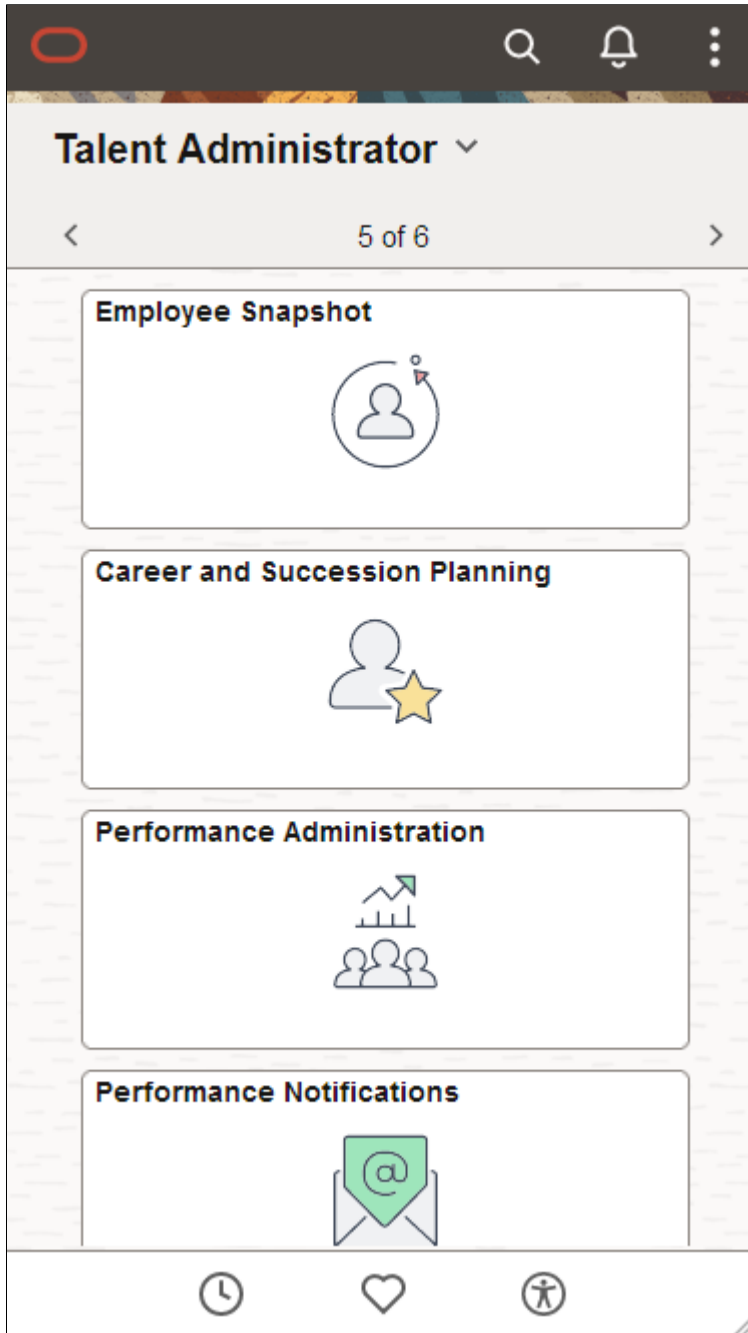 Talent Administrator
5 of 6
Employee Snapshot
Career and Succession Planning
Performance Administration
Performance Notifications
@